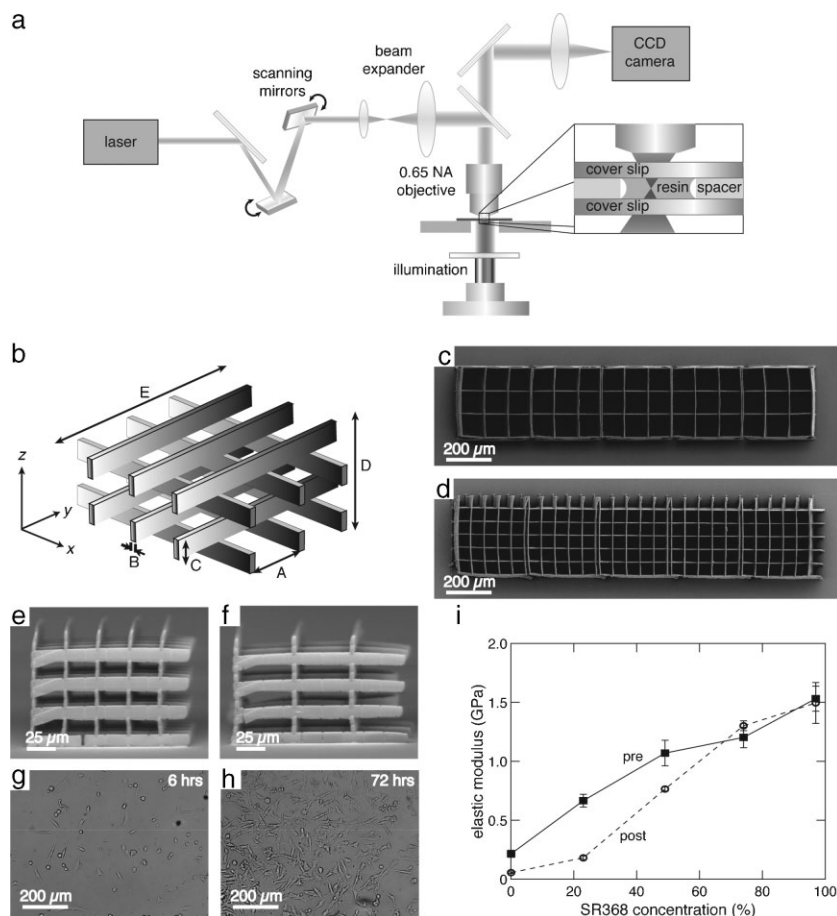 a
laser
scanning
mirrors
beam
expander
CCD
camera
0.65 NA
objective
cover slip
resin spacer
cover slip
illumination
b
E
D
z
y
x
B
C
A
c
200 µm
d
200 µm
e
25 µm
f
25 µm
g
6 hrs
200 µm
h
72 hrs
200 µm
i
elastic modulus (GPa)
2.0
1.5
1.0
0.5
0
pre
post
0 20 40 60 80 100
SR368 concentration (%)